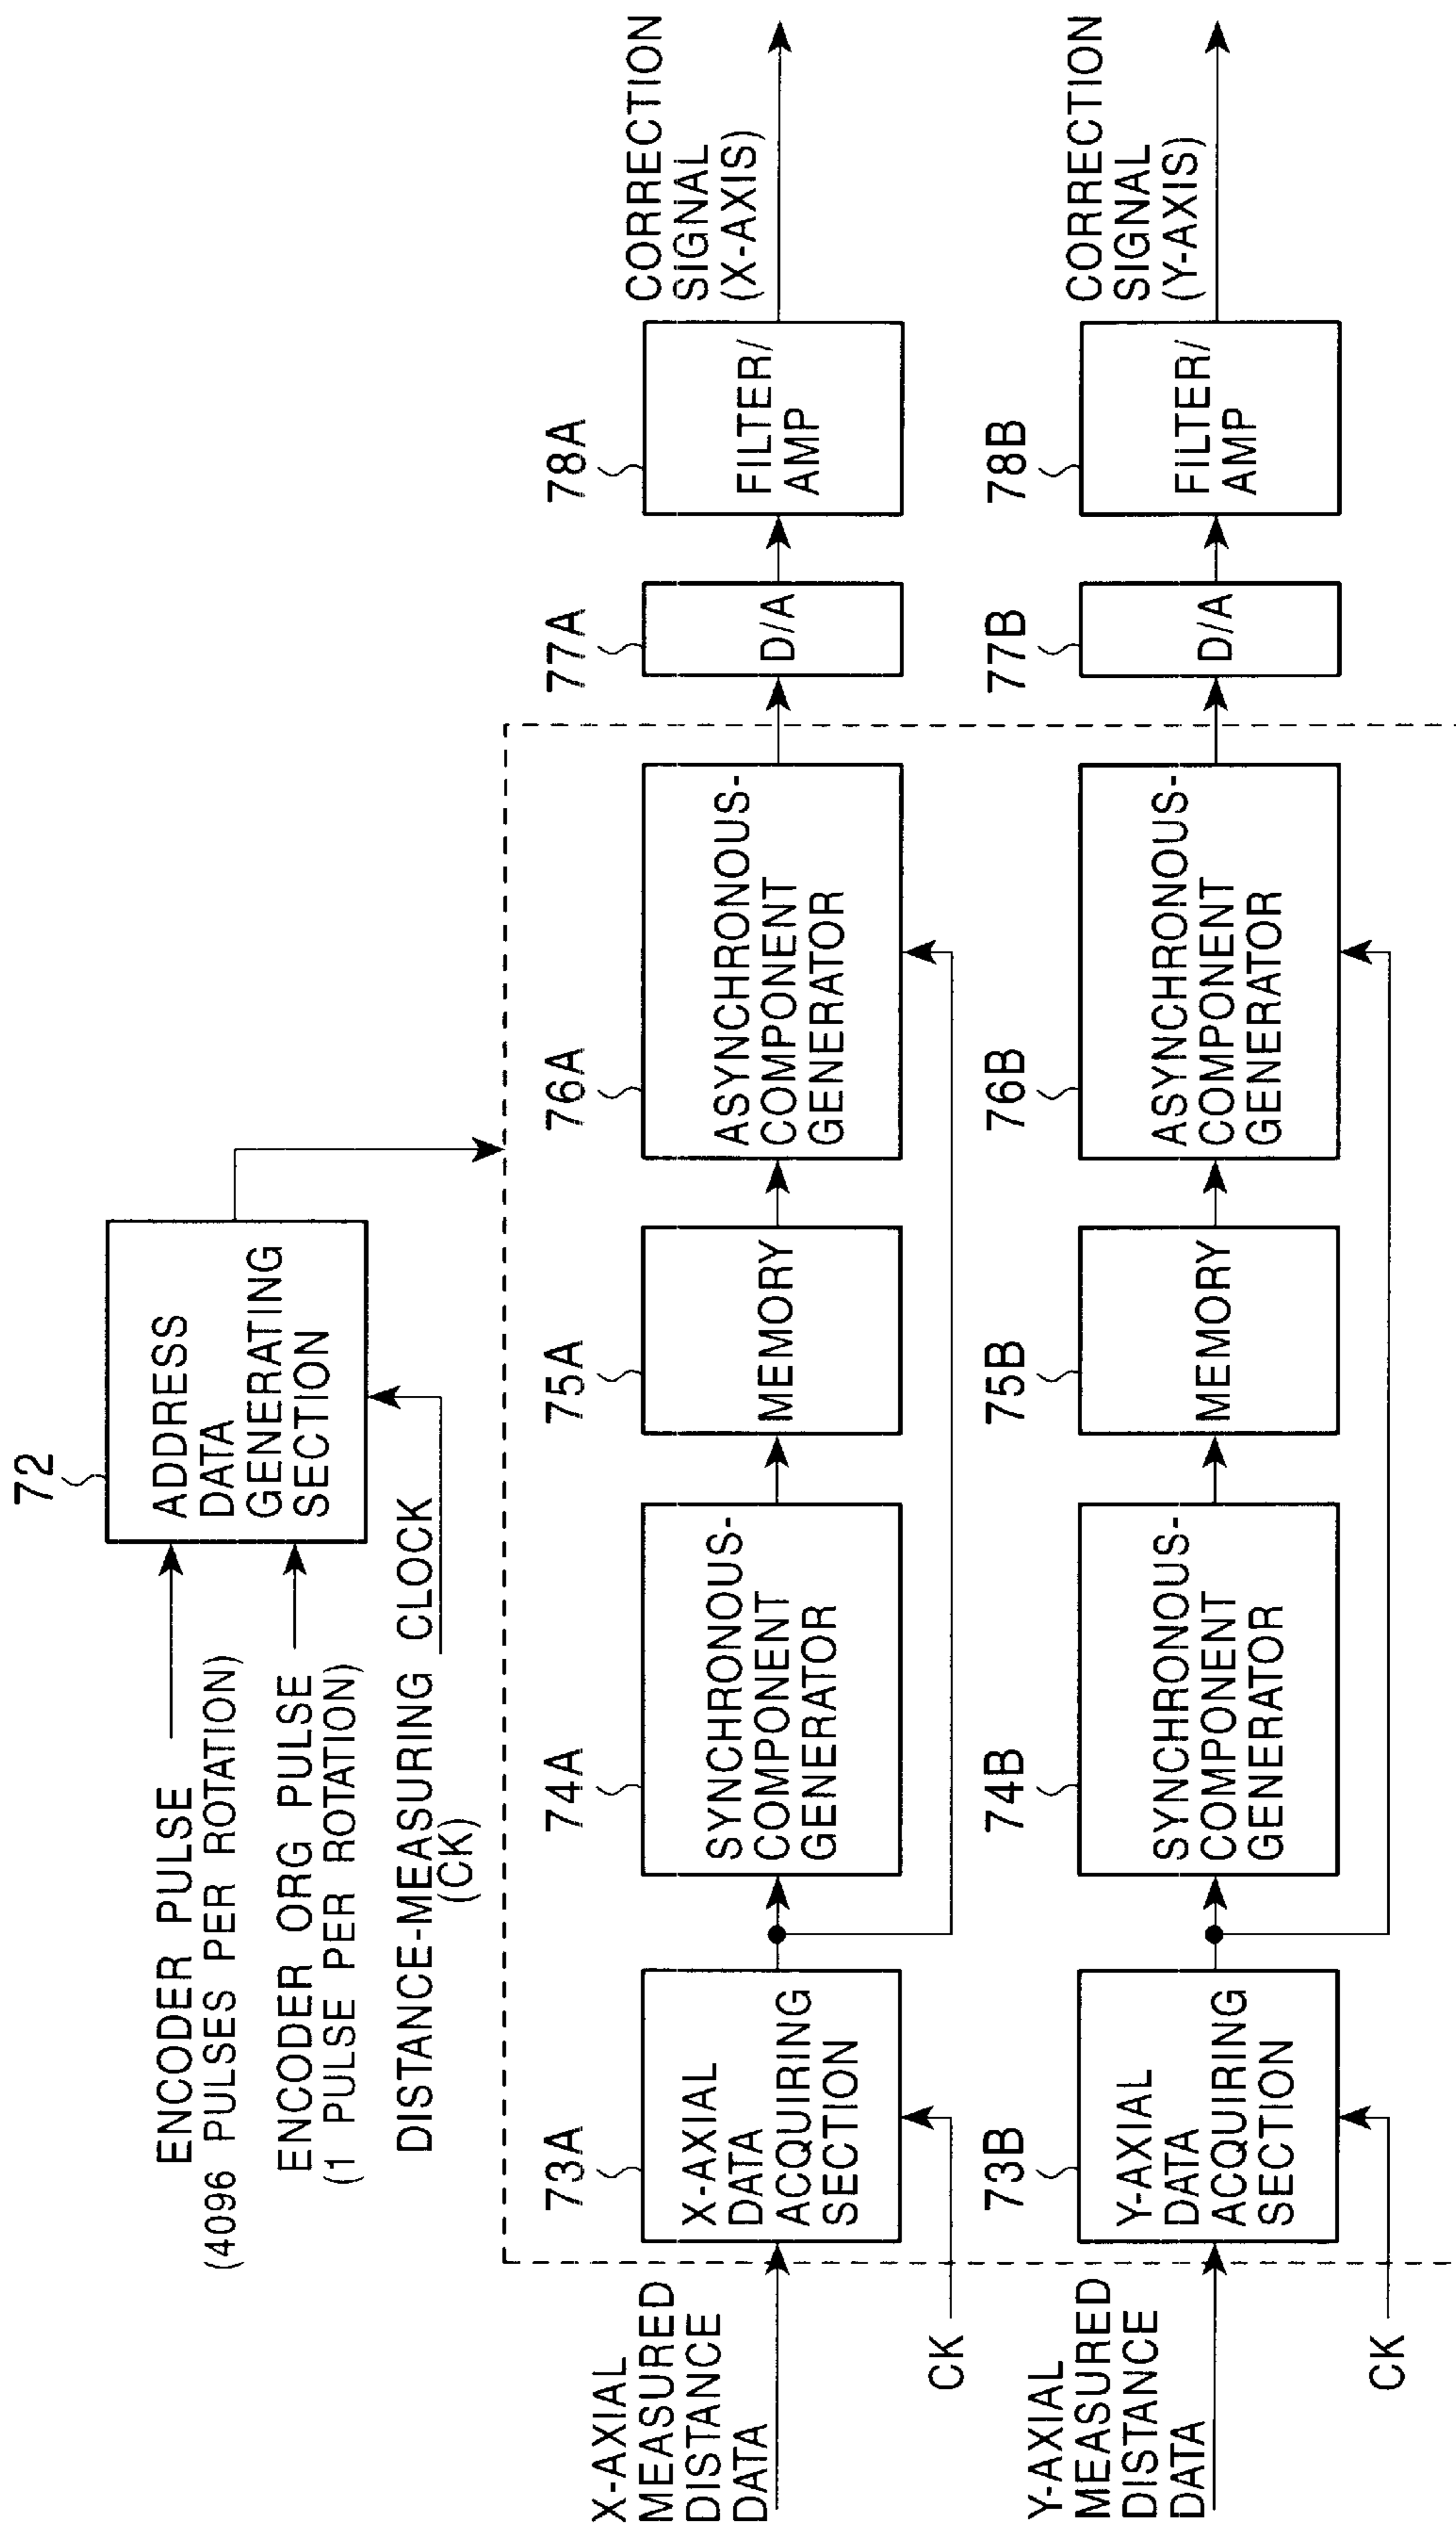 72
ENCODER PULSE
(4096 PULSES PER ROTATION)
ENCODER ORG PULSE
(1 PULSE PER ROTATION)
DISTANCE-MEASURING CLOCK
(CK)
ADDRESS
DATA
GENERATING
SECTION
X-AXIAL
MEASURED
DISTANCE
DATA
CK
73A
X-AXIAL
DATA
ACQUIRING
SECTION
74A
SYNCHRONOUS-
COMPONENT
GENERATOR
75A
MEMORY
76A
ASYNCHRONOUS-
COMPONENT
GENERATOR
77A
D/A
78A
FILTER/
AMP
CORRECTION
SIGNAL
(X-AXIS)
Y-AXIAL
MEASURED
DISTANCE
DATA
CK
73B
Y-AXIAL
DATA
ACQUIRING
SECTION
74B
SYNCHRONOUS-
COMPONENT
GENERATOR
75B
MEMORY
76B
ASYNCHRONOUS-
COMPONENT
GENERATOR
77B
D/A
78B
FILTER/
AMP
CORRECTION
SIGNAL
(Y-AXIS)